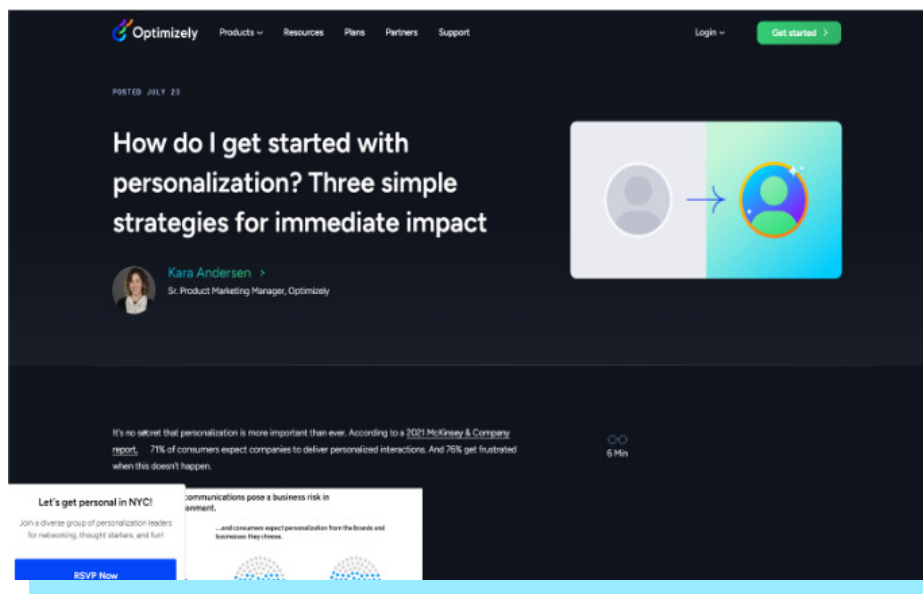 Optimizely Products Resources Plans Partners Support Login Get started >
POSTED JULY 23
How do I get started with
personalization? Three simple
strategies for immediate impact
Kara Andersen >
Sr. Product Marketing Manager, Optimizely
It's no secret that personalization is more important than ever. According to a 2021 McKinsey & Company
report, 71% of consumers expect companies to deliver personalized interactions. And 76% get frustrated
when this doesn't happen.
6 Min
Let's get personal in NYC!
Join a diverse group of personalization leaders
for networking, thought starters, and fun!
RSVP Now
communications pose a business risk in
onment.
...and consumers expect personalization from the brands and
businesses they choose.